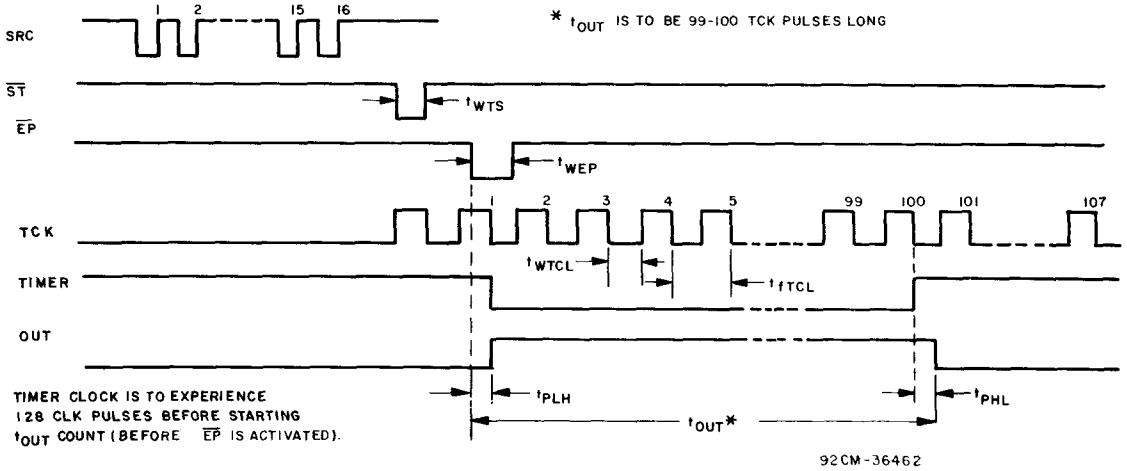 1 2 15 16
* tOUT IS TO BE 99-100 TCK PULSES LONG
SRC
ST
tWTS
EP
tWEP
1 2 3 4 5 99 100 101 107
TCK
tWTCL
TIMER
tfTCL
OUT
TIMER CLOCK IS TO EXPERIENCE
128 CLK PULSES BEFORE STARTING
tOUT COUNT (BEFORE EP IS ACTIVATED).
tPLH
tPHL
tOUT*
92CM-36462